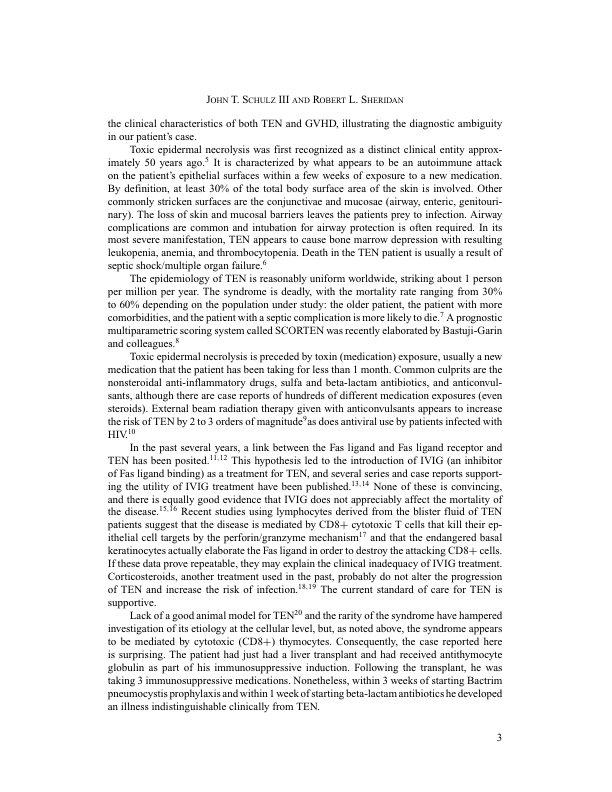 JOHN T. SCHULZ III AND ROBERT L. SHERIDAN
the clinical characteristics of both TEN and GVHD, illustrating the diagnostic ambiguity
in our patient's case.
Toxic epidermal necrolysis was first recognized as a distinct clinical entity approx-
imately 50 years ago.5 It is characterized by what appears to be an autoimmune attack
on the patient's epithelial surfaces within a few weeks of exposure to a new medication.
By definition, at least 30% of the total body surface area of the skin is involved. Other
commonly stricken surfaces are the conjunctivae and mucosae (airway, enteric, genitouri-
nary). The loss of skin and mucosal barriers leaves the patients prey to infection. Airway
complications are common and intubation for airway protection is often required. In its
most severe manifestation, TEN appears to cause bone marrow depression with resulting
leukopenia, anemia, and thrombocytopenia. Death in the TEN patient is usually a result of
septic shock/multiple organ failure.6
The epidemiology of TEN is reasonably uniform worldwide, striking about 1 person
per million per year. The syndrome is deadly, with the mortality rate ranging from 30%
to 60% depending on the population under study: the older patient, the patient with more
comorbidities, and the patient with a septic complication is more likely to die.7 A prognostic
multiparametric scoring system called SCORTEN was recently elaborated by Bastuji-Garin
and colleagues.8
Toxic epidermal necrolysis is preceded by toxin (medication) exposure, usually a new
medication that the patient has been taking for less than 1 month. Common culprits are the
nonsteroidal anti-inflammatory drugs, sulfa and beta-lactam antibiotics, and anticonvul-
sants, although there are case reports of hundreds of different medication exposures (even
steroids). External beam radiation therapy given with anticonvulsants appears to increase
the risk of TEN by 2 to 3 orders of magnitude9as does antiviral use by patients infected with
HIV.10
In the past several years, a link between the Fas ligand and Fas ligand receptor and
TEN has been posited.11,12 This hypothesis led to the introduction of IVIG (an inhibitor
of Fas ligand binding) as a treatment for TEN, and several series and case reports support-
ing the utility of IVIG treatment have been published.13,14 None of these is convincing,
and there is equally good evidence that IVIG does not appreciably affect the mortality of
the disease.15,16 Recent studies using lymphocytes derived from the blister fluid of TEN
patients suggest that the disease is mediated by CD8+ cytotoxic T cells that kill their ep-
ithelial cell targets by the perforin/granzyme mechanism17 and that the endangered basal
keratinocytes actually elaborate the Fas ligand in order to destroy the attacking CD8+ cells.
If these data prove repeatable, they may explain the clinical inadequacy of IVIG treatment.
Corticosteroids, another treatment used in the past, probably do not alter the progression
of TEN and increase the risk of infection.18,19 The current standard of care for TEN is
supportive.
Lack of a good animal model for TEN20 and the rarity of the syndrome have hampered
investigation of its etiology at the cellular level, but, as noted above, the syndrome appears
to be mediated by cytotoxic (CD8+) thymocytes. Consequently, the case reported here
is surprising. The patient had just had a liver transplant and had received antithymocyte
globulin as part of his immunosuppressive induction. Following the transplant, he was
taking 3 immunosuppressive medications. Nonetheless, within 3 weeks of starting Bactrim
pneumocystis prophylaxis and within 1 week of starting beta-lactam antibiotics he developed
an illness indistinguishable clinically from TEN.
3